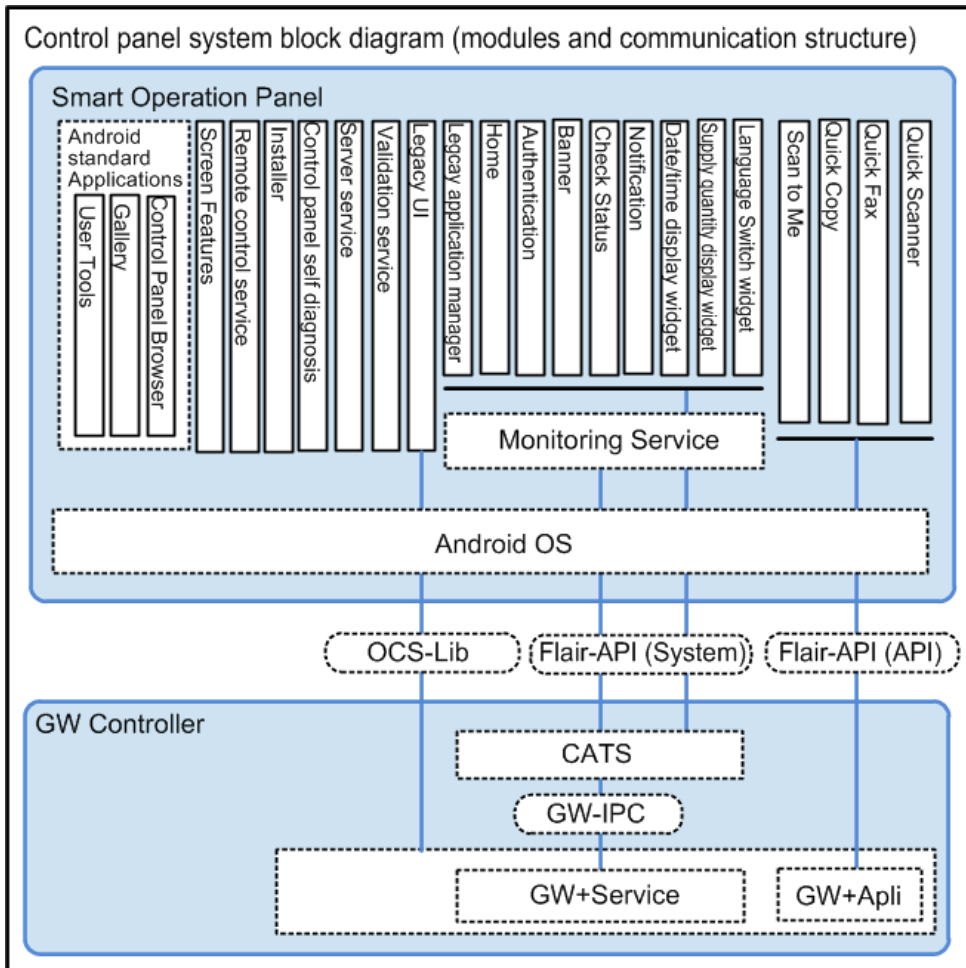 Control panel system block diagram (modules and communication structure)
Smart Operation Panel
Android
standard
Applications
User Tools
Gallery
Control Panel Browser
Screen Features
Remote control service
Installer
Control panel self diagnosis
Server service
Validation service
Legacy UI
Legcay application manager
Home
Authentication
Banner
Check Status
Notification
Date/time display widget
Supply quantity display widget
Language Switch widget
Scan to Me
Quick Copy
Quick Fax
Quick Scanner
Monitoring Service
Android OS
OCS-Lib
Flair-API (System)
Flair-API (API)
GW Controller
CATS
GW-IPC
GW+Service
GW+Apli